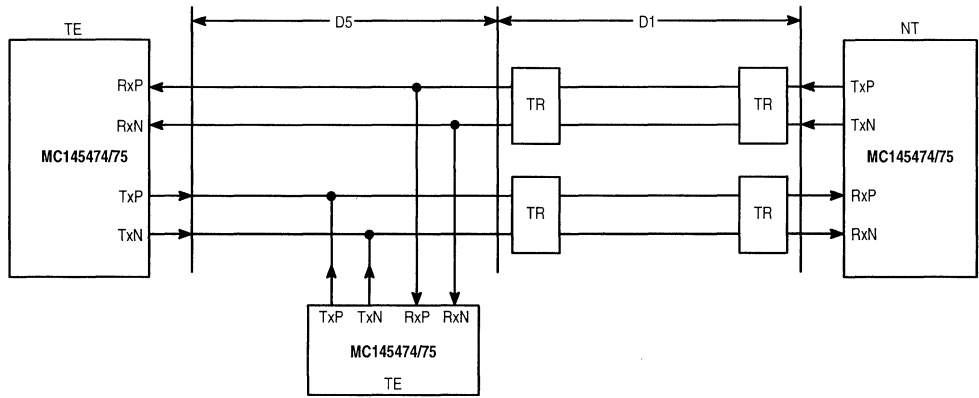 D5
D1
TE
NT
RxP
TR
TR
TxP
RxN
TxN
MC145474/75
MC145474/75
TxP
TR
TR
RxP
TxN
RxN
TxP TxN RxP RxN
MC145474/75
TE